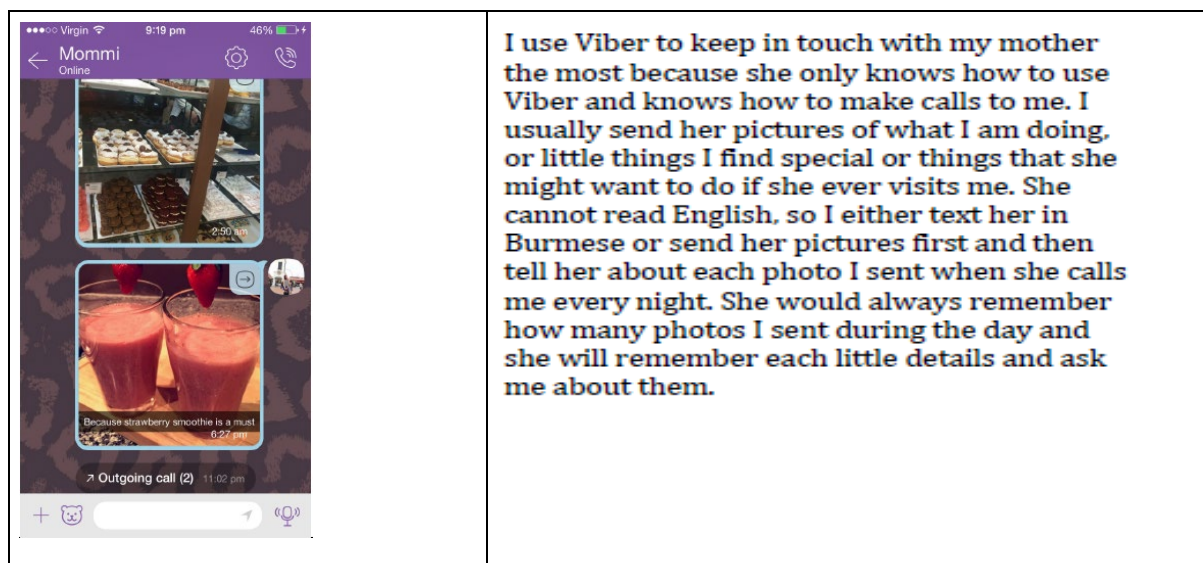 Virgin 9:19 pm 46%
Mommi
Online
2:50 am
Because strawberry smoothie is a must
6:27 pm
Outgoing call (2) 11:02 pm
I use Viber to keep in touch with my mother
the most because she only knows how to use
Viber and knows how to make calls to me. I
usually send her pictures of what I am doing,
or little things I find special or things that she
might want to do if she ever visits me. She
cannot read English, so I either text her in
Burmese or send her pictures first and then
tell her about each photo I sent when she calls
me every night. She would always remember
how many photos I sent during the day and
she will remember each little details and ask
me about them.